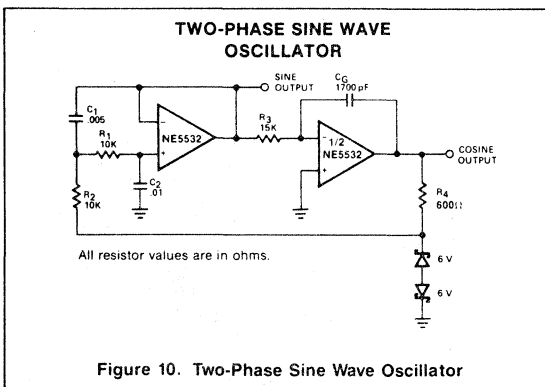 TWO-PHASE SINE WAVE
OSCILLATOR
SINE
OUTPUT
CG
1700 pF
C1
.005
R1
10K
R3
15K
NE5532
1/2
NE5532
COSINE
OUTPUT
C2
.01
R2
10K
R4
600Ω
All resistor values are in ohms.
6 V
6 V
Figure 10. Two-Phase Sine Wave Oscillator